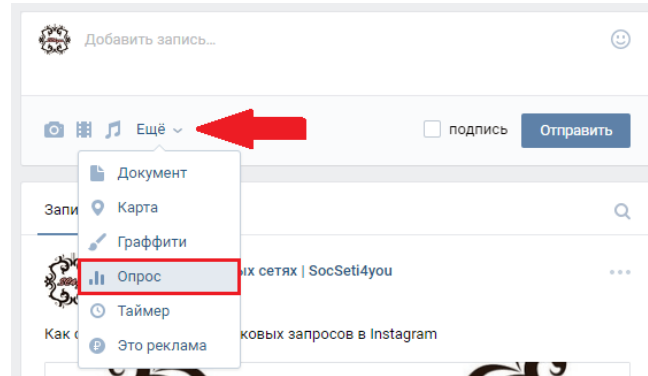 Добавить запись...
Ещё
подпись
Отправить
Документ
Карта
Граффити
Опрос
Таймер
Это реклама
Запи
ых сетях | SocSeti4you
Как
ковых запросов в Instagram